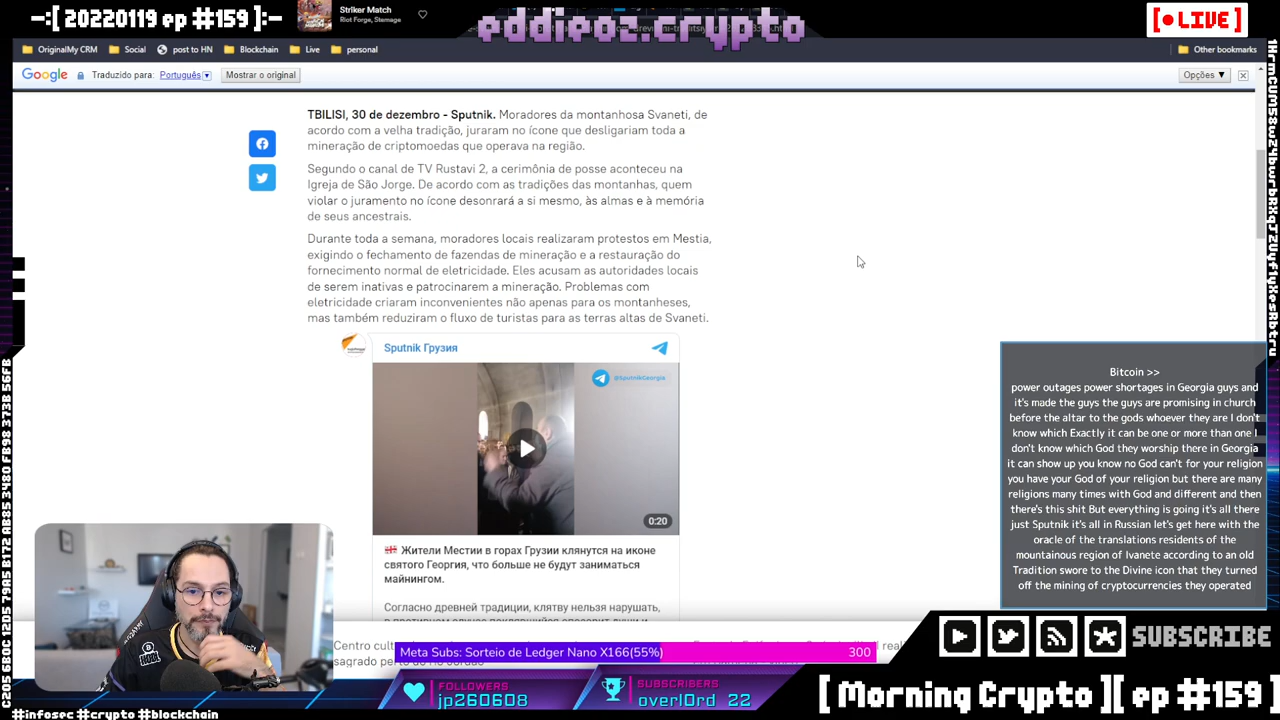 —:[ 20220119 ep #159 ]:—
Striker Match
Riot Forge, Stemage
eddieoz.crypto
[ • LIVE ]
OriginalMy CRM
Social
post to HN
Blockchain
Live
personal
Other bookmarks
Google
Traduzido para: Português
Mostrar o original
Opções ▼
TBILISI, 30 de dezembro - Sputnik. Moradores da montanhosa Svaneti, de
acordo com a velha tradição, juraram no ícone que desligariam toda a
mineração de criptomoedas que operava na região.
Segundo o canal de TV Rustavi 2, a cerimônia de posse aconteceu na
Igreja de São Jorge. De acordo com as tradições das montanhas, quem
violar o juramento no ícone desonrará a si mesmo, às almas e à memória
de seus ancestrais.
Durante toda a semana, moradores locais realizaram protestos em Mestia,
exigindo o fechamento de fazendas de mineração e a restauração do
fornecimento normal de eletricidade. Eles acusam as autoridades locais
de serem inativas e patrocinarem a mineração. Problemas com
eletricidade criaram inconvenientes não apenas para os montanheses,
mas também reduziram o fluxo de turistas para as terras altas de Svaneti.
Sputnik Грузия
@SputnikGeorgia
0:20
Жители Местии в горах Грузии клянутся на иконе
святого Георгия, что больше не будут заниматься
майнингом.
Согласно древней традиции, клятву нельзя нарушать,
Centro
sagrado perto
Bitcoin >>
power outages power shortages in Georgia guys and
it's made the guys the guys are promising in church
before the altar to the gods whoever they are I don't
know which Exactly it can be one or more than one I
don't know which God they worship there in Georgia
it can show up you know no God can't for your religion
you have your God of your religion but there are many
religions many times with God and different and then
there's this shit But everything is going it's all there
just Sputnik it's all in Russian let's get here with the
oracle of the translations residents of the
mountainous region of Ivanete according to an old
Tradition swore to the Divine icon that they turned
off the mining of cryptocurrencies they operated
Meta Subs: Sorteio de Ledger Nano X166(55%)
300
FOLLOWERS
jp260608
SUBSCRIBERS
overl0rd 22
SUBSCRIBE
[ Morning Crypto ][ ep #159 ]
#infosec #crypto #blockchain